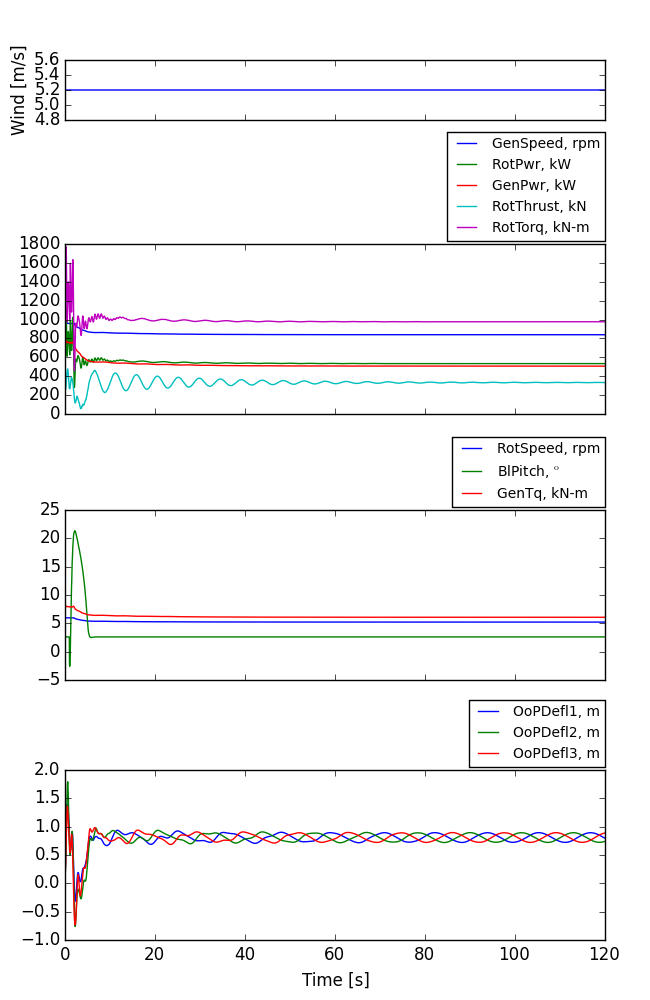 Wind [m/s]
5.6
5.4
5.2
5.0
4.8
GenSpeed, rpm
RotPwr, kW
GenPwr, kW
RotThrust, kN
RotTorq, kN-m
1800
1600
1400
1200
1000
800
600
400
200
0
RotSpeed, rpm
BlPitch, °
GenTq, kN-m
25
20
15
10
5
0
−5
OoPDefl1, m
OoPDefl2, m
OoPDefl3, m
2.0
1.5
1.0
0.5
0.0
−0.5
−1.0
0 20 40 60 80 100 120
Time [s]